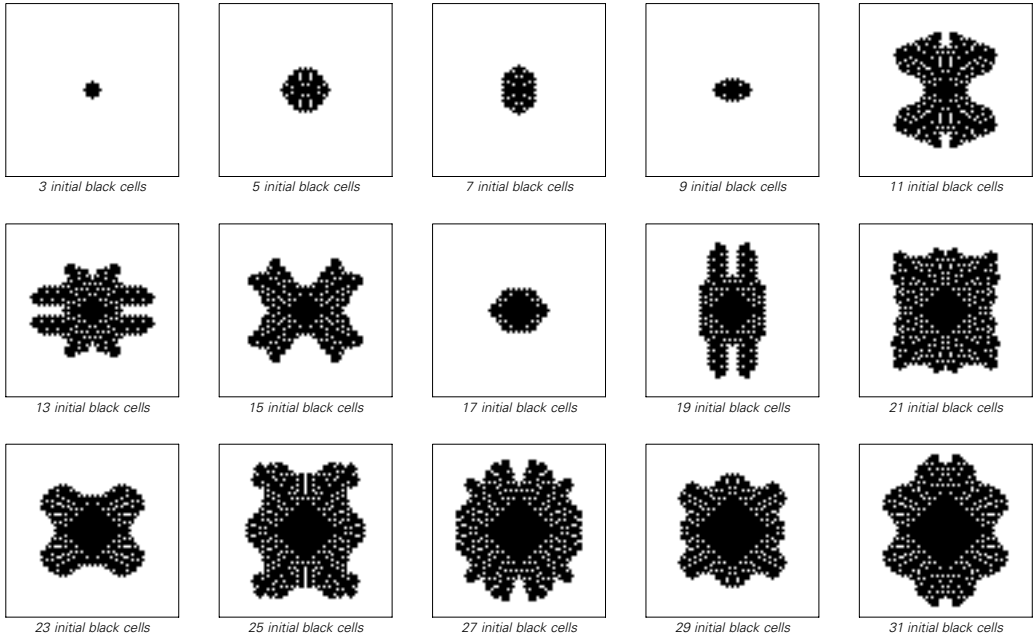 3 initial black cells
5 initial black cells
7 initial black cells
9 initial black cells
11 initial black cells
13 initial black cells
15 initial black cells
17 initial black cells
19 initial black cells
21 initial black cells
23 initial black cells
25 initial black cells
27 initial black cells
29 initial black cells
31 initial black cells